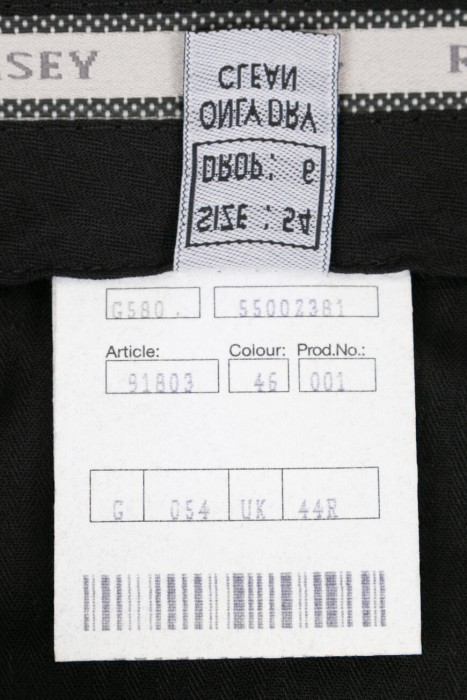 SEY R
CLEAN
ONLY DRY
DROP: 6
SIZE : 54
G580. 55002381
Article: Colour: Prod.No.:
91803 46 001
G 054 UK 44R